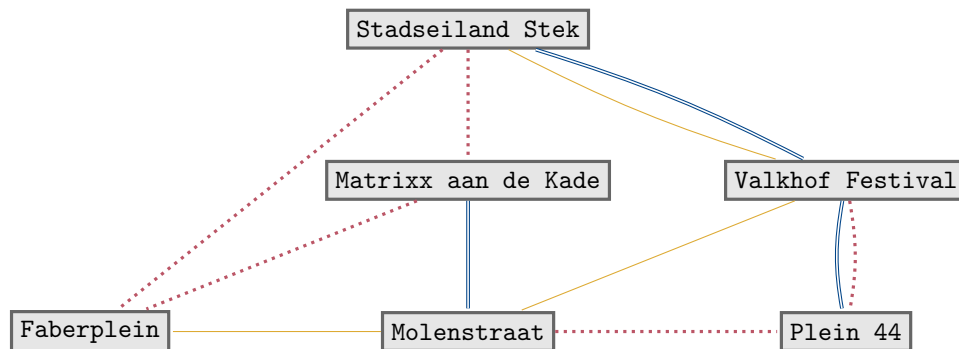 Stadseiland Stek
Matrixx aan de Kade
Valkhof Festival
Faberplein
Molenstraat
Plein 44